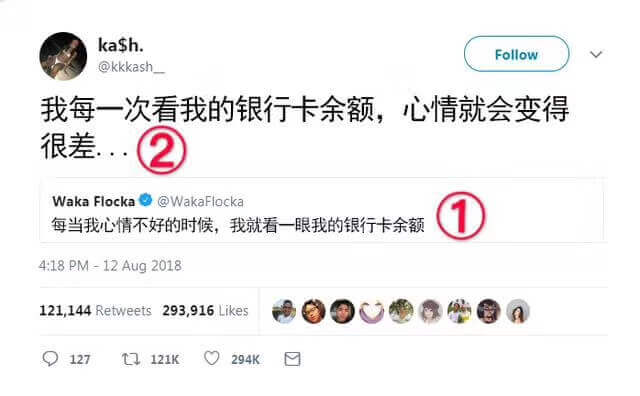 ka$h.
@kkkash__
Follow
我每一次看我的银行卡余额，心情就会变得
很差...
②
Waka Flocka @WakaFlocka
每当我心情不好的时候，我就看一眼我的银行卡余额
①
4:18 PM - 12 Aug 2018
121,144 Retweets 293,916 Likes
127 121K 294K